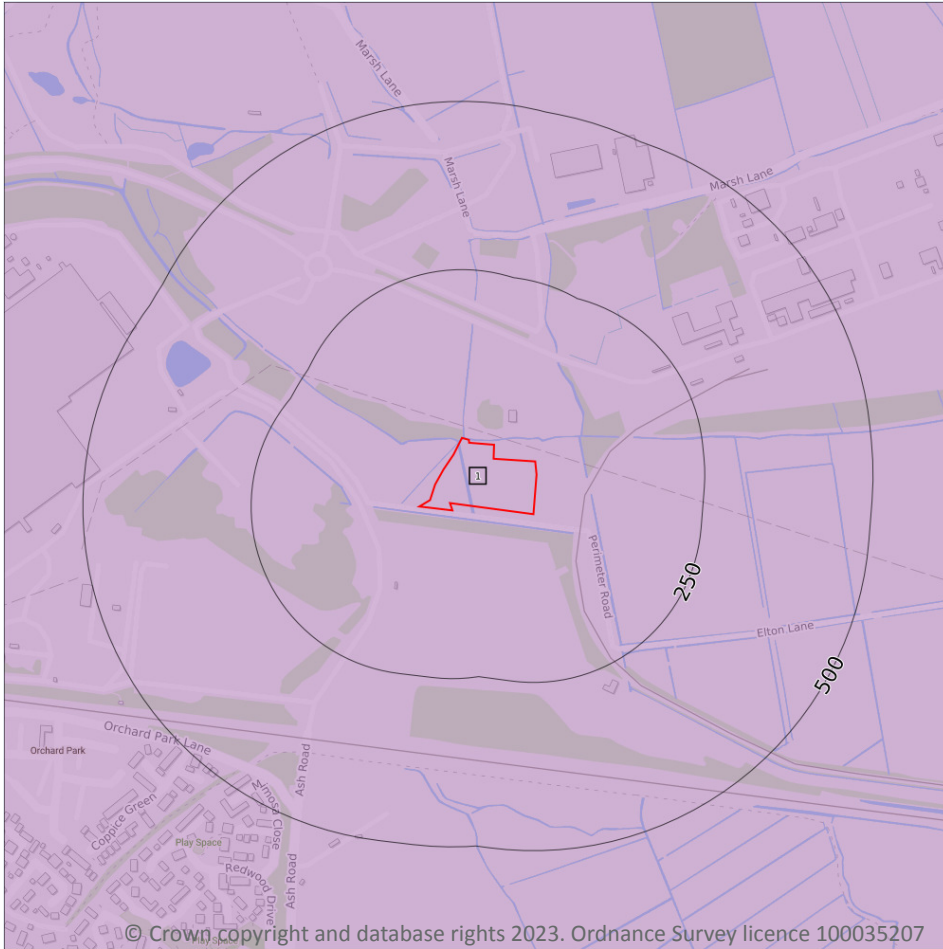 Marsh Lane
Marsh Lane
Marsh Lane
1
Perimeter Road
250
Elton Lane
500
Orchard Park Lane
Orchard Park
Ash Road
Mimosa Close
Coppice Green
Play Space
Redwood Drive
Ash Road
Play Space
© Crown copyright and database rights 2023. Ordnance Survey licence 100035207